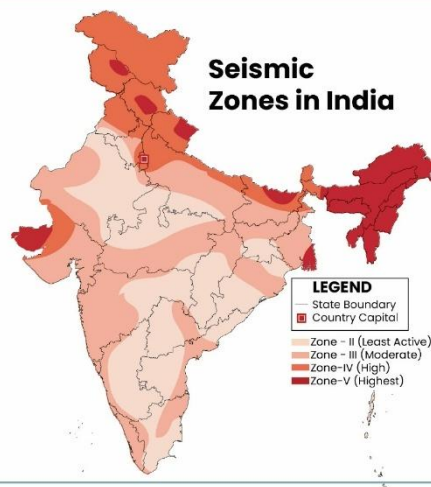 Seismic
Zones in India
LEGEND
State Boundary
Country Capital
Zone - II (Least Active)
Zone - III (Moderate)
Zone-IV (High)
Zone-V (Highest)